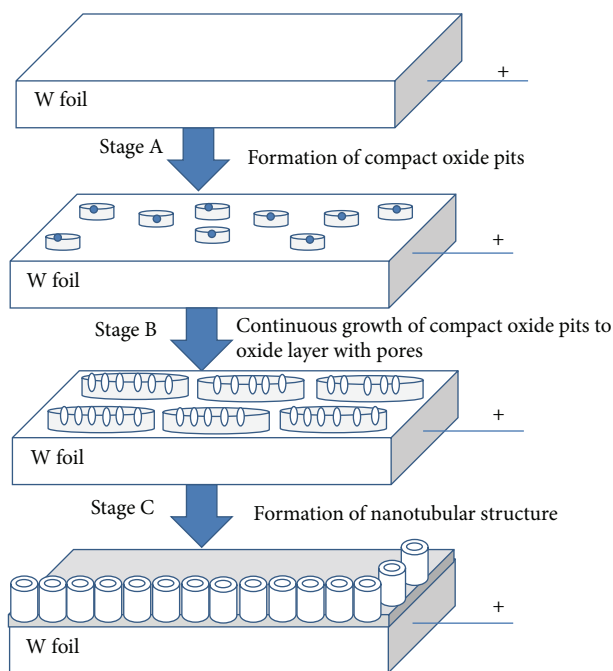 +
W foil
Stage A
Formation of compact oxide pits
+
W foil
Stage B
Continuous growth of compact oxide pits to
oxide layer with pores
+
W foil
Stage C
Formation of nanotubular structure
+
W foil